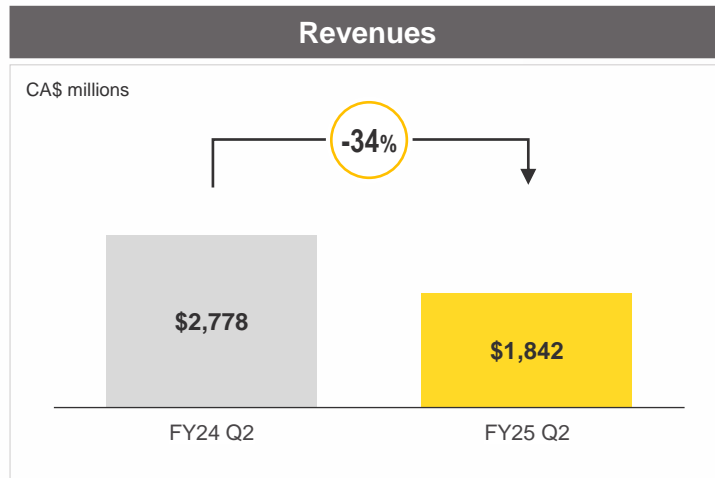 Revenues
CA$ millions
-34%
$2,778
$1,842
FY24 Q2
FY25 Q2